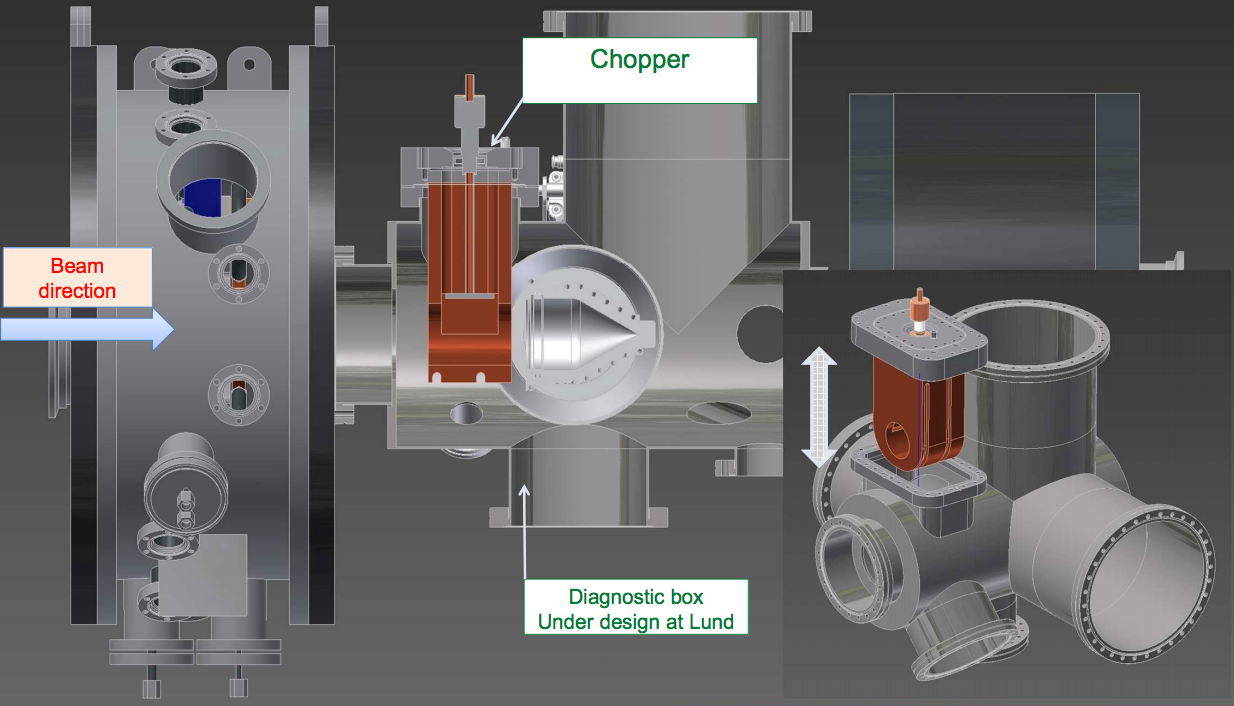 Chopper
Beam
direction
Diagnostic box
Under design at Lund